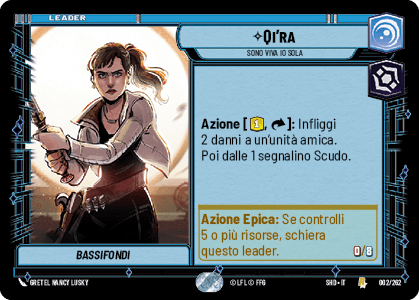 LEADER
QI'RA
SONO VIVA IO SOLA
Azione [1, ]: Infliggi
2 danni a un'unità amica.
Poi dalle 1 segnalino Scudo.
Azione Epica: Se controlli
5 o più risorse, schiera
questo leader.
0/8
BASSIFONDI
GRETEL NANCY LUSKY
© LFL © FFG
SHD • IT
002/262